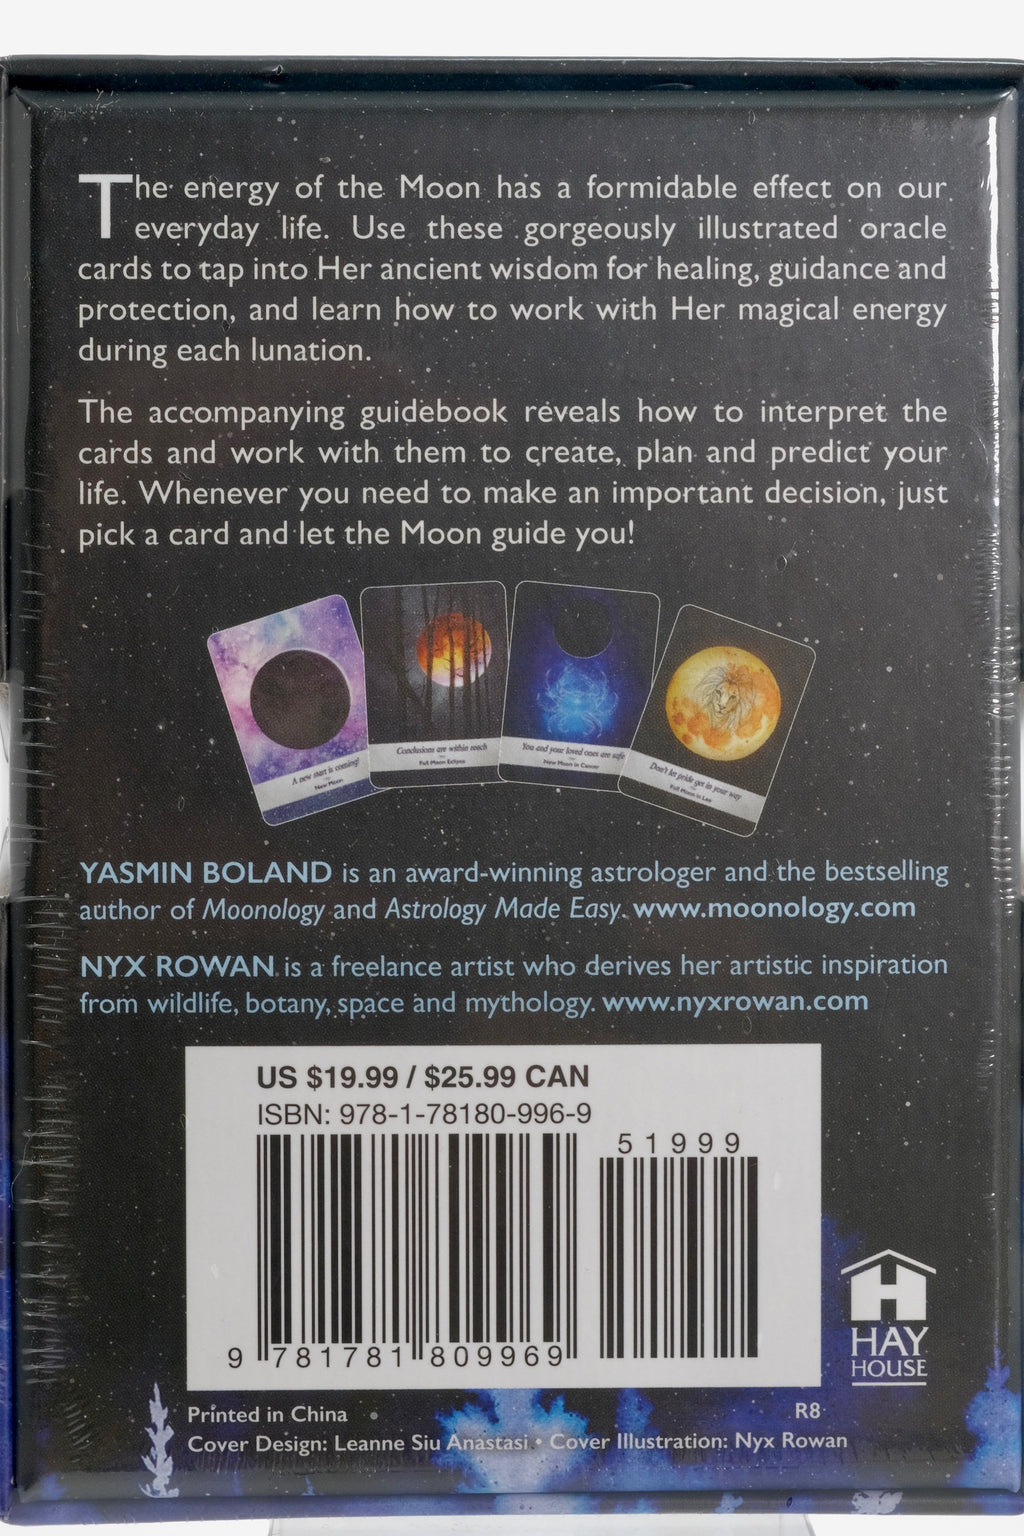 The energy of the Moon has a formidable effect on our
everyday life. Use these gorgeously illustrated oracle
cards to tap into Her ancient wisdom for healing, guidance and
protection, and learn how to work with Her magical energy
during each lunation.
The accompanying guidebook reveals how to interpret the
cards and work with them to create, plan and predict your
life. Whenever you need to make an important decision, just
pick a card and let the Moon guide you!
A new start is coming!
New Moon
Conclusions are within reach
Full Moon Eclipse
You and your loved ones are safe
New Moon in Cancer
Don't let pride get in your way
Full Moon in Leo
YASMIN BOLAND is an award-winning astrologer and the bestselling
author of Moonology and Astrology Made Easy. www.moonology.com
NYX ROWAN is a freelance artist who derives her artistic inspiration
from wildlife, botany, space and mythology. www.nyxrowan.com
US $19.99 / $25.99 CAN
ISBN: 978-1-78180-996-9
51999
9 781781 809969
HAY
HOUSE
Printed in China
R8
Cover Design: Leanne Siu Anastasi • Cover Illustration: Nyx Rowan